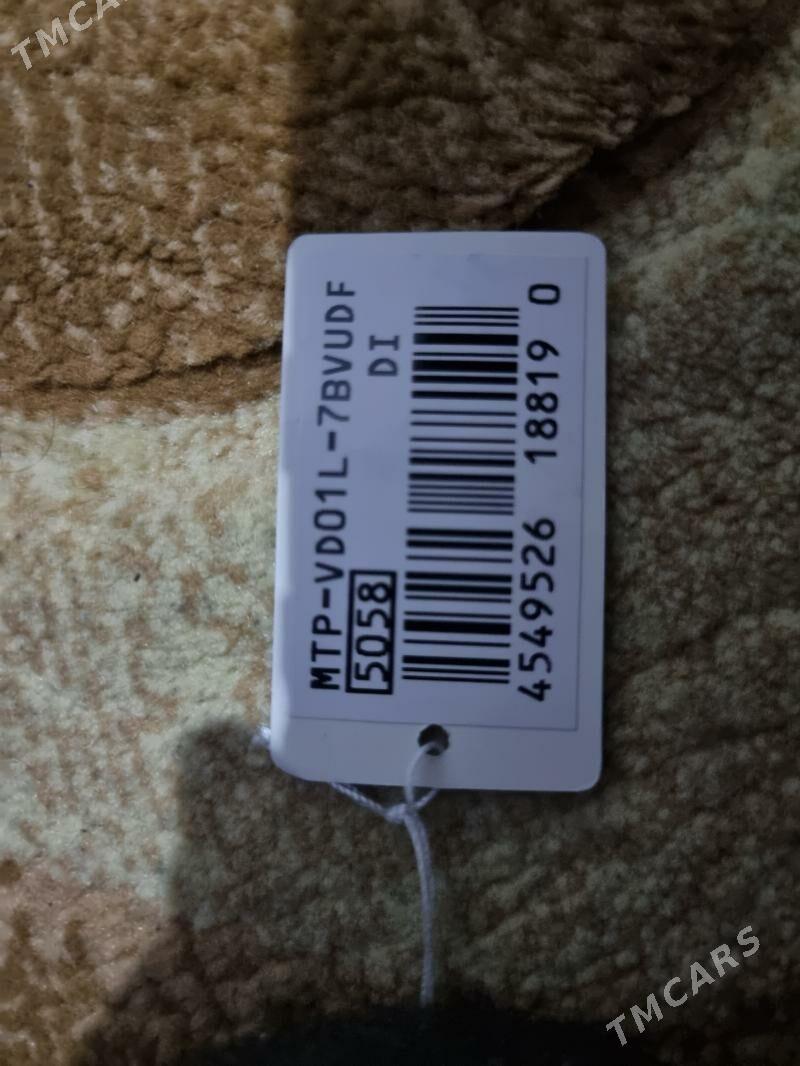 TMCARS
MTP-VD01L-7BVUDF
5058 DI
4549526 18819 0
TMCARS